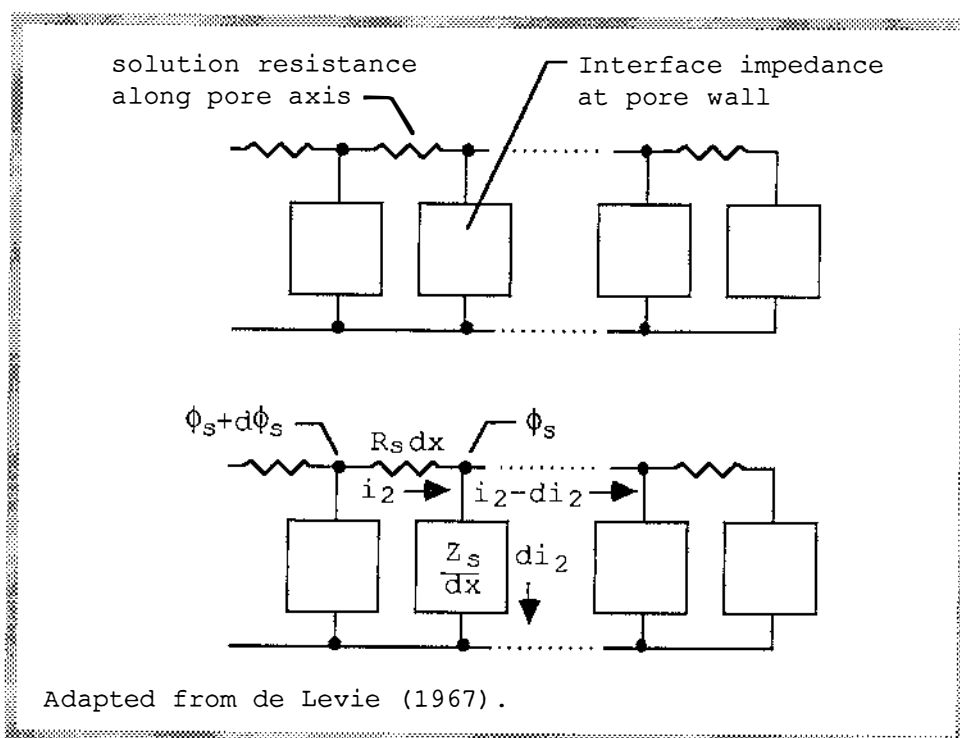 solution resistance
along pore axis
Interface impedance
at pore wall
ϕs+dϕs
Rs dx
ϕs
i2
i2-di2
Zs
dx
di2
Adapted from de Levie (1967).